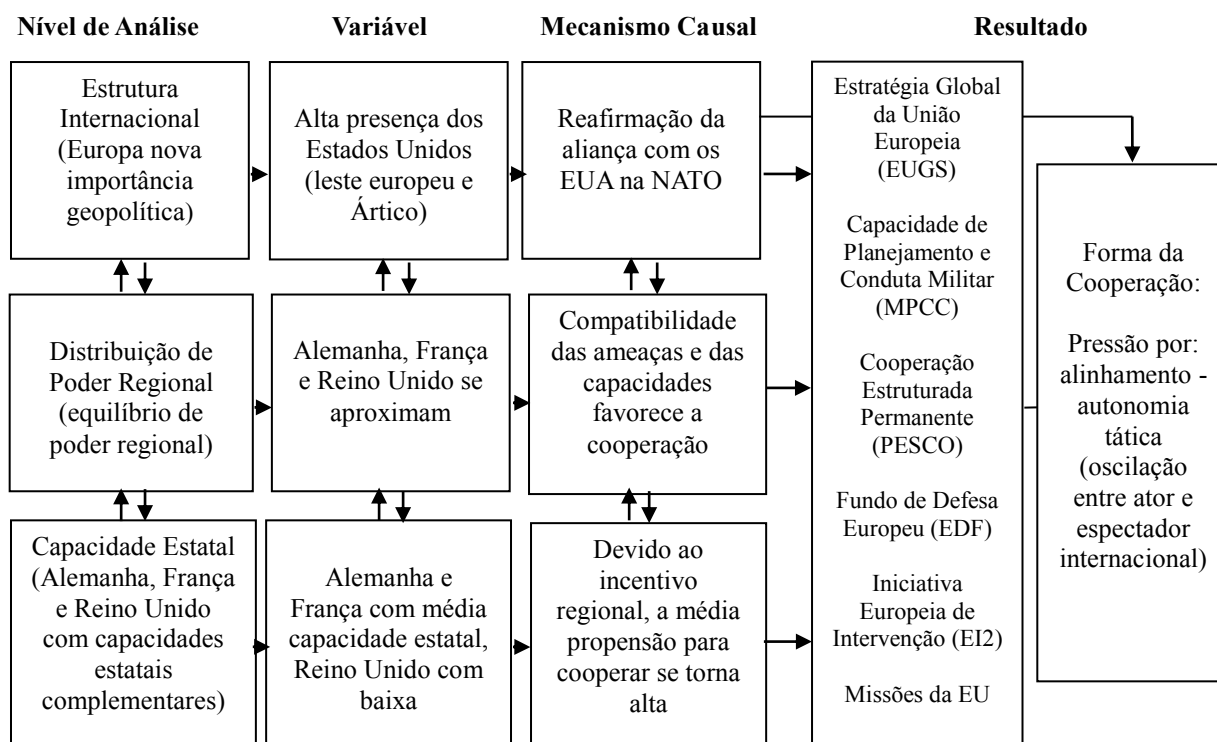 Nível de Análise
Variável
Mecanismo Causal
Resultado
Estrutura
Internacional
(Europa nova
importância
geopolítica)
Alta presença dos
Estados Unidos
(leste europeu e
Ártico)
Reafirmação da
aliança com os
EUA na NATO
Distribuição de
Poder Regional
(equilíbrio de
poder regional)
Alemanha, França
e Reino Unido se
aproximam
Compatibilidade
das ameaças e das
capacidades
favorece a
cooperação
Capacidade Estatal
(Alemanha, França
e Reino Unido
com capacidades
estatais
complementares)
Alemanha e
França com média
capacidade estatal,
Reino Unido com
baixa
Devido ao
incentivo
regional, a média
propensão para
cooperar se torna
alta
Estratégia Global
da União
Europeia
(EUGS)
Capacidade de
Planejamento e
Conduta Militar
(MPCC)
Cooperação
Estruturada
Permanente
(PESCO)
Fundo de Defesa
Europeu (EDF)
Iniciativa
Europeia de
Intervenção (EI2)
Missões da EU
Forma da
Cooperação:
Pressão por:
alinhamento -
autonomia
tática
(oscilação
entre ator e
espectador
internacional)